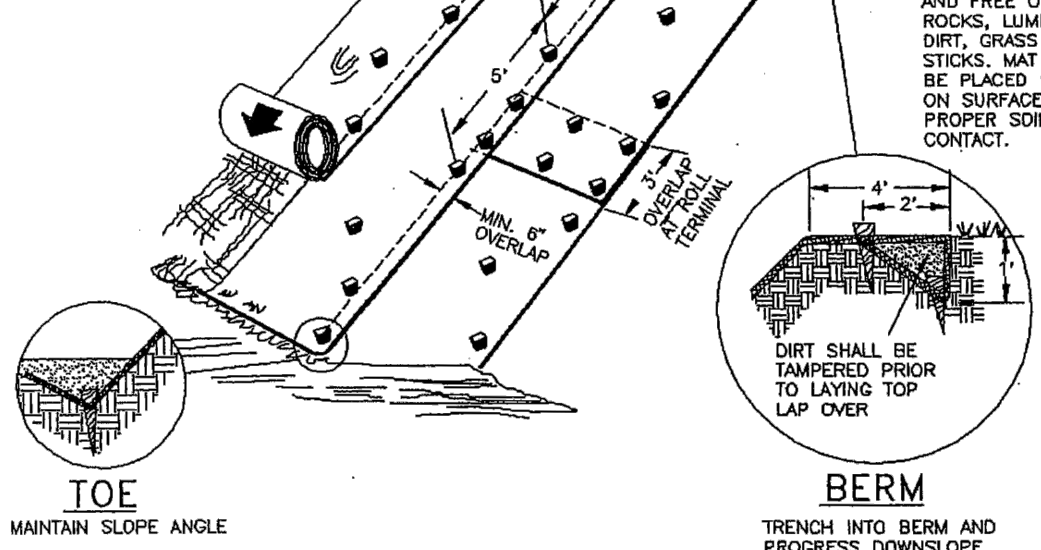 AND FREE O
ROCKS, LUM
DIRT, GRASS
STICKS. MAT
BE PLACED
ON SURFACE
PROPER SOIL
CONTACT.
5'
3'
OVERLAP
AT ROLL
TERMINAL
MIN. 6"
OVERLAP
4'
2'
1'
DIRT SHALL BE
TAMPERED PRIOR
TO LAYING TOP
LAP OVER
TOE
MAINTAIN SLOPE ANGLE
BERM
TRENCH INTO BERM AND
PROGRESS DOWNSLOPE